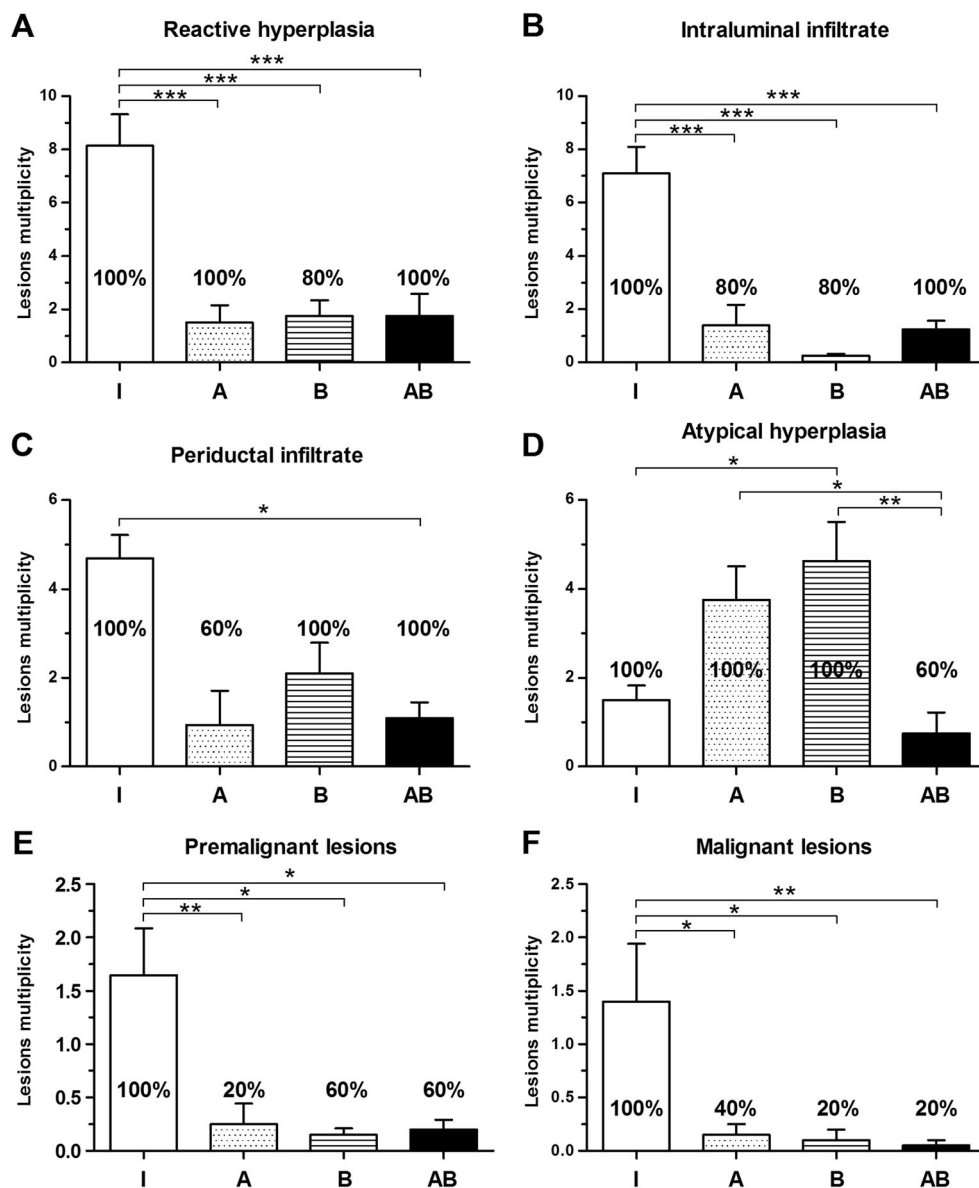 A Reactive hyperplasia
***
***
***
Lesions multiplicity
10
8
6
4
2
0
100% 100% 80% 100%
I A B AB
B Intraluminal infiltrate
***
***
***
Lesions multiplicity
10
8
6
4
2
0
100% 80% 80% 100%
I A B AB
C Periductal infiltrate
*
Lesions multiplicity
6
4
2
0
100% 60% 100% 100%
I A B AB
D Atypical hyperplasia
*
*
**
Lesions multiplicity
6
4
2
0
100% 100% 100% 60%
I A B AB
E Premalignant lesions
*
*
**
Lesions multiplicity
2.5
2.0
1.5
1.0
0.5
0.0
100% 20% 60% 60%
I A B AB
F Malignant lesions
**
*
*
Lesions multiplicity
2.5
2.0
1.5
1.0
0.5
0.0
100% 40% 20% 20%
I A B AB